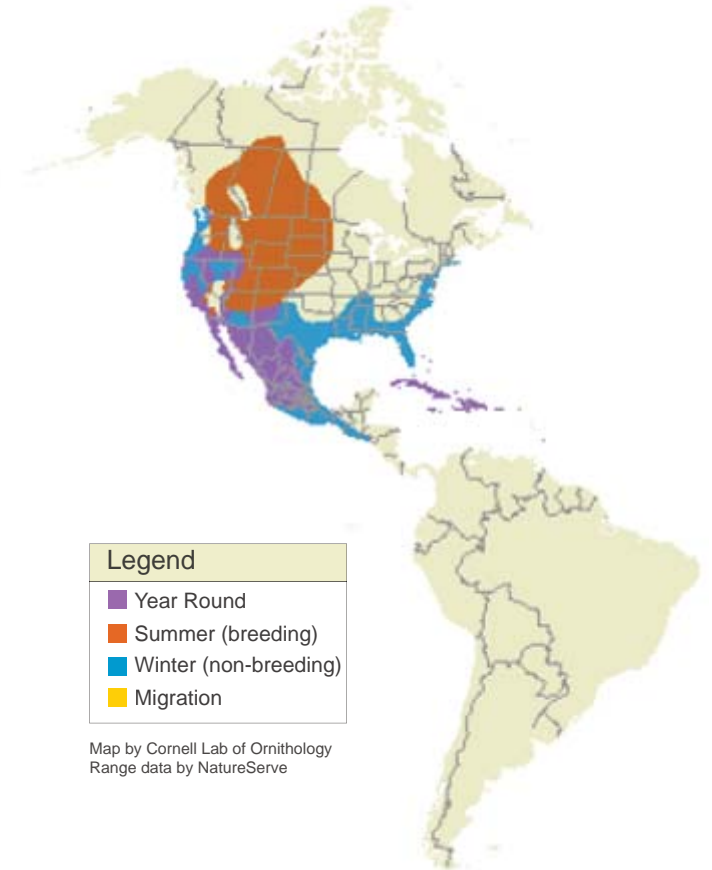 Legend
Year Round
Summer (breeding)
Winter (non-breeding)
Migration
Map by Cornell Lab of Ornithology
Range data by NatureServe